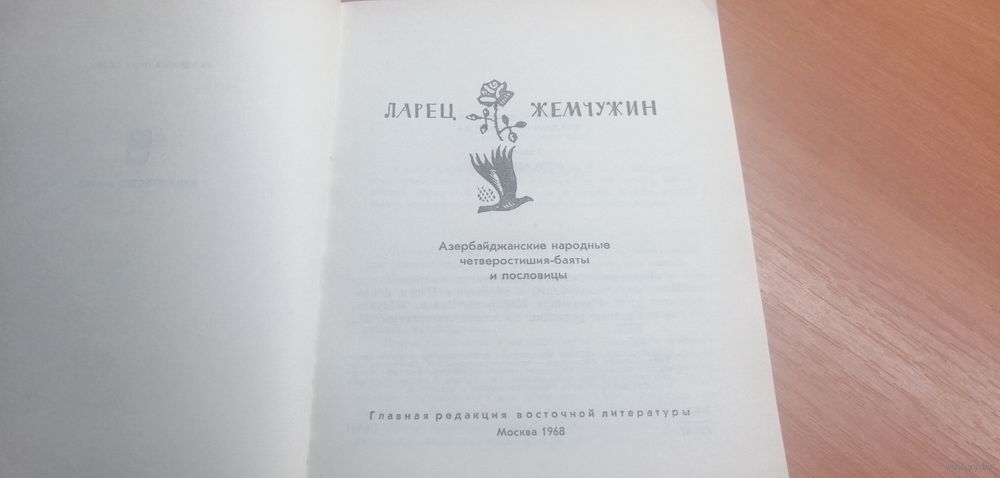 ЛАРЕЦ ЖЕМЧУЖИН
Азербайджанские народные
четверостишия-баяты
и пословицы
Главная редакция восточной литературы
Москва 1968